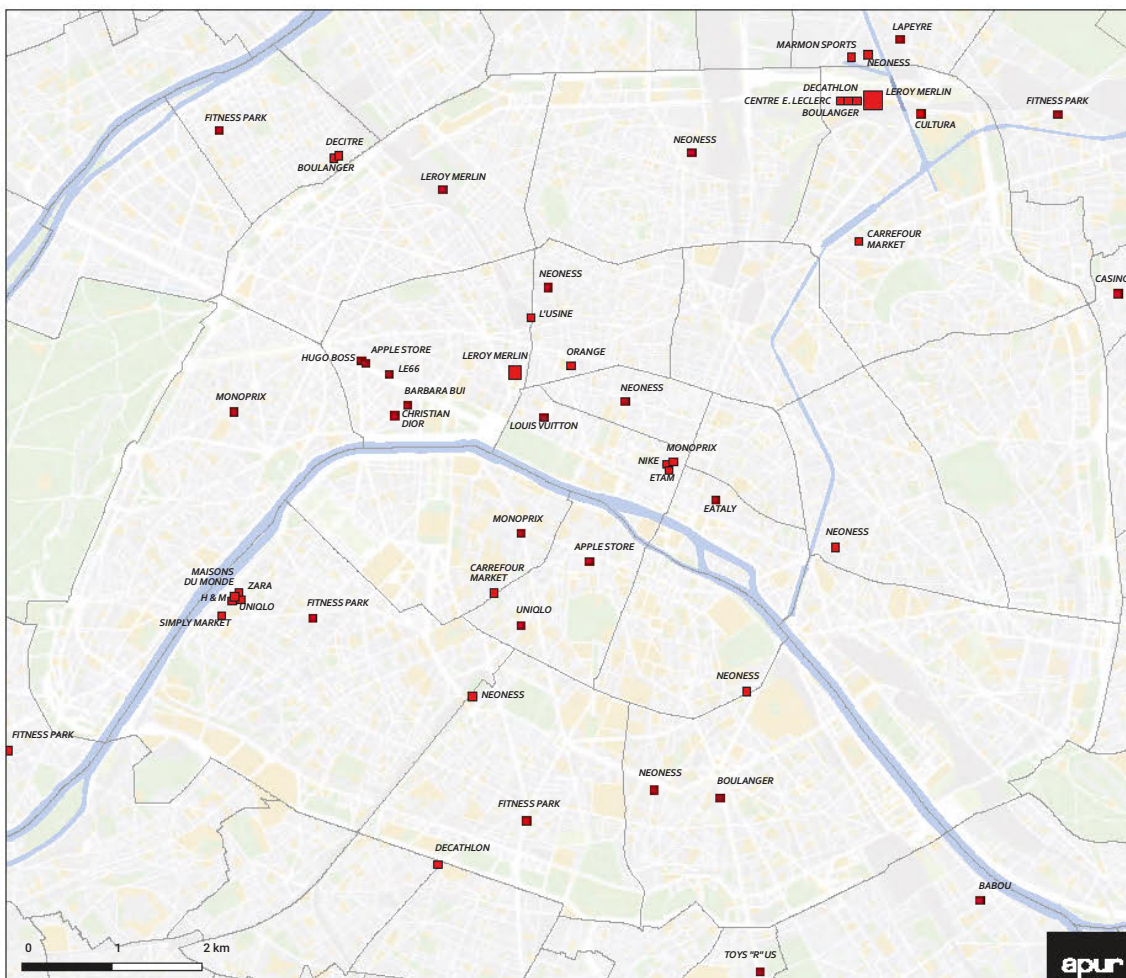 LAPEYRE
MARMON SPORTS
NEONESS
DECATHLON
LEROY MERLIN
CENTRE E. LECLERC
BOULANGER
CULTURA
FITNESS PARK
FITNESS PARK
DECITRE
BOULANGER
NEONESS
LEROY MERLIN
CARREFOUR
MARKET
NEONESS
CASINO
L'USINE
HUGO BOSS
APPLE STORE
LE66
LEROY MERLIN
ORANGE
MONOPRIX
BARBARA BUI
CHRISTIAN
DIOR
NEONESS
LOUIS VUITTON
MONOPRIX
NIKE
ETAM
EATALY
MONOPRIX
APPLE STORE
NEONESS
CARREFOUR
MARKET
MAISONS
DU MONDE
ZARA
H & M
UNIQLO
SIMPLY MARKET
FITNESS PARK
UNIQLO
NEONESS
NEONESS
FITNESS PARK
NEONESS
BOULANGER
FITNESS PARK
DECATHLON
BABOU
TOYS "R" US
0 1 2 km
apur